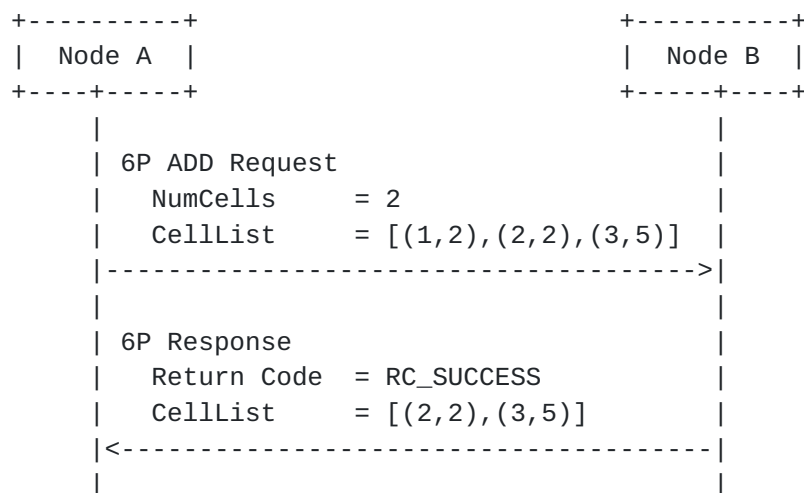 +----------+                           +----------+
|  Node A  |                           |  Node B  |
+----+-----+                           +-----+----+
     |                                       |
     | 6P ADD Request                        |
     |   NumCells     = 2                    |
     |   CellList     = [(1,2),(2,2),(3,5)]  |
     |-------------------------------------->|
     |                                       |
     | 6P Response                           |
     |   Return Code  = RC_SUCCESS           |
     |   CellList     = [(2,2),(3,5)]        |
     |<--------------------------------------|
     |                                       |